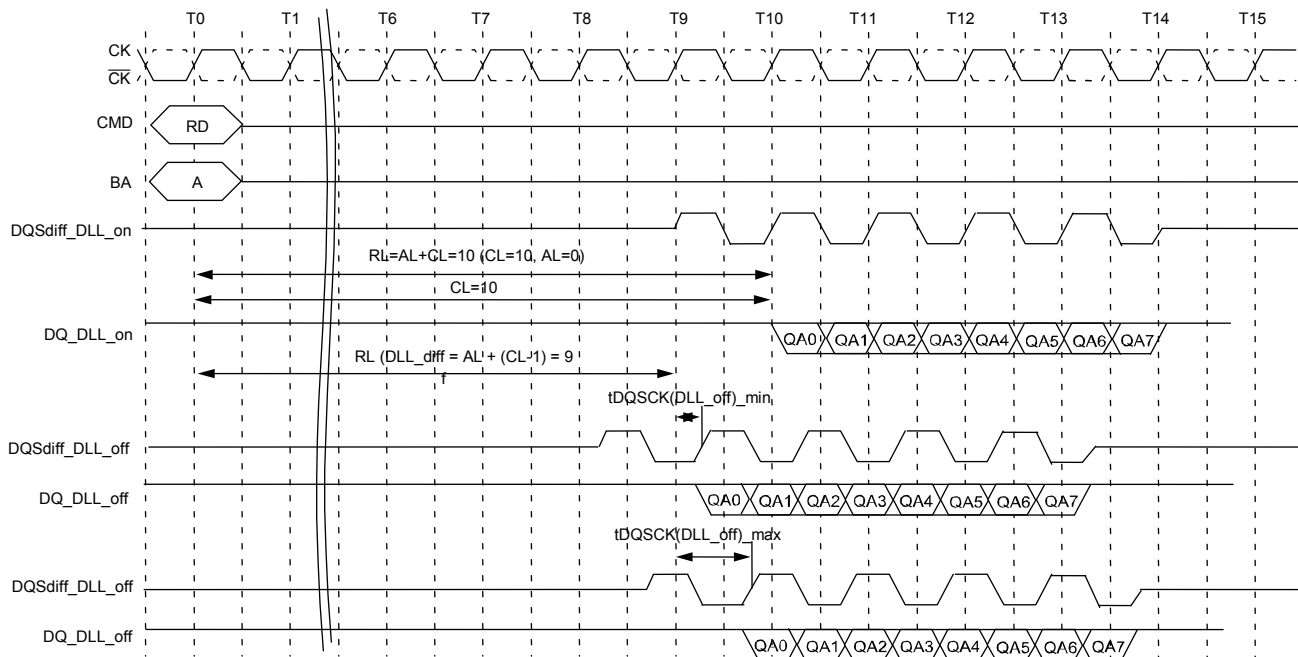 T0 T1 T6 T7 T8 T9 T10 T11 T12 T13 T14 T15
CK
CK
CMD RD
BA A
DQSdiff_DLL_on
RL=AL+CL=10 (CL=10, AL=0)
CL=10
DQ_DLL_on QA0 QA1 QA2 QA3 QA4 QA5 QA6 QA7
RL (DLL_diff = AL + (CL-1) = 9
f
tDQSCK(DLL_off)_min
DQSdiff_DLL_off
DQ_DLL_off QA0 QA1 QA2 QA3 QA4 QA5 QA6 QA7
tDQSCK(DLL_off)_max
DQSdiff_DLL_off
DQ_DLL_off QA0 QA1 QA2 QA3 QA4 QA5 QA6 QA7